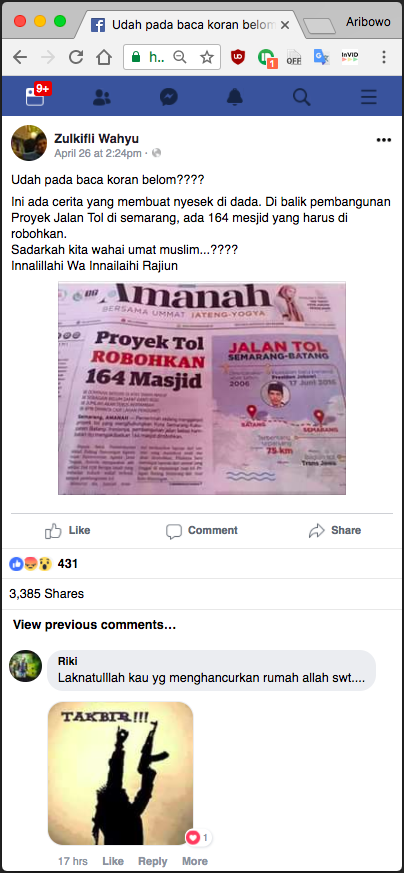 Udah pada baca koran belom
Aribowo
h..
1
OFF
InVID
9+
Zulkifli Wahyu
April 26 at 2:24pm ·
Udah pada baca koran belom????
Ini ada cerita yang membuat nyesek di dada. Di balik pembangunan
Proyek Jalan Tol di semarang, ada 164 mesjid yang harus di
robohkan.
Sadarkah kita wahai umat muslim...????
Innalillahi Wa Innailaihi Rajiun
Amanah
BERSAMA UMMAT JATENG-YOGYA
Proyek Tol
ROBOHKAN
164 Masjid
JALAN TOL
SEMARANG-BATANG
2006
17 Juni 2016
BATANG
SEMARANG
75 km
Trans Jawa
Like
Comment
Share
431
3,385 Shares
View previous comments...
Riki
Laknatulllah kau yg menghancurkan rumah allah swt....
TAKBIR!!!
1
17 hrs Like Reply More